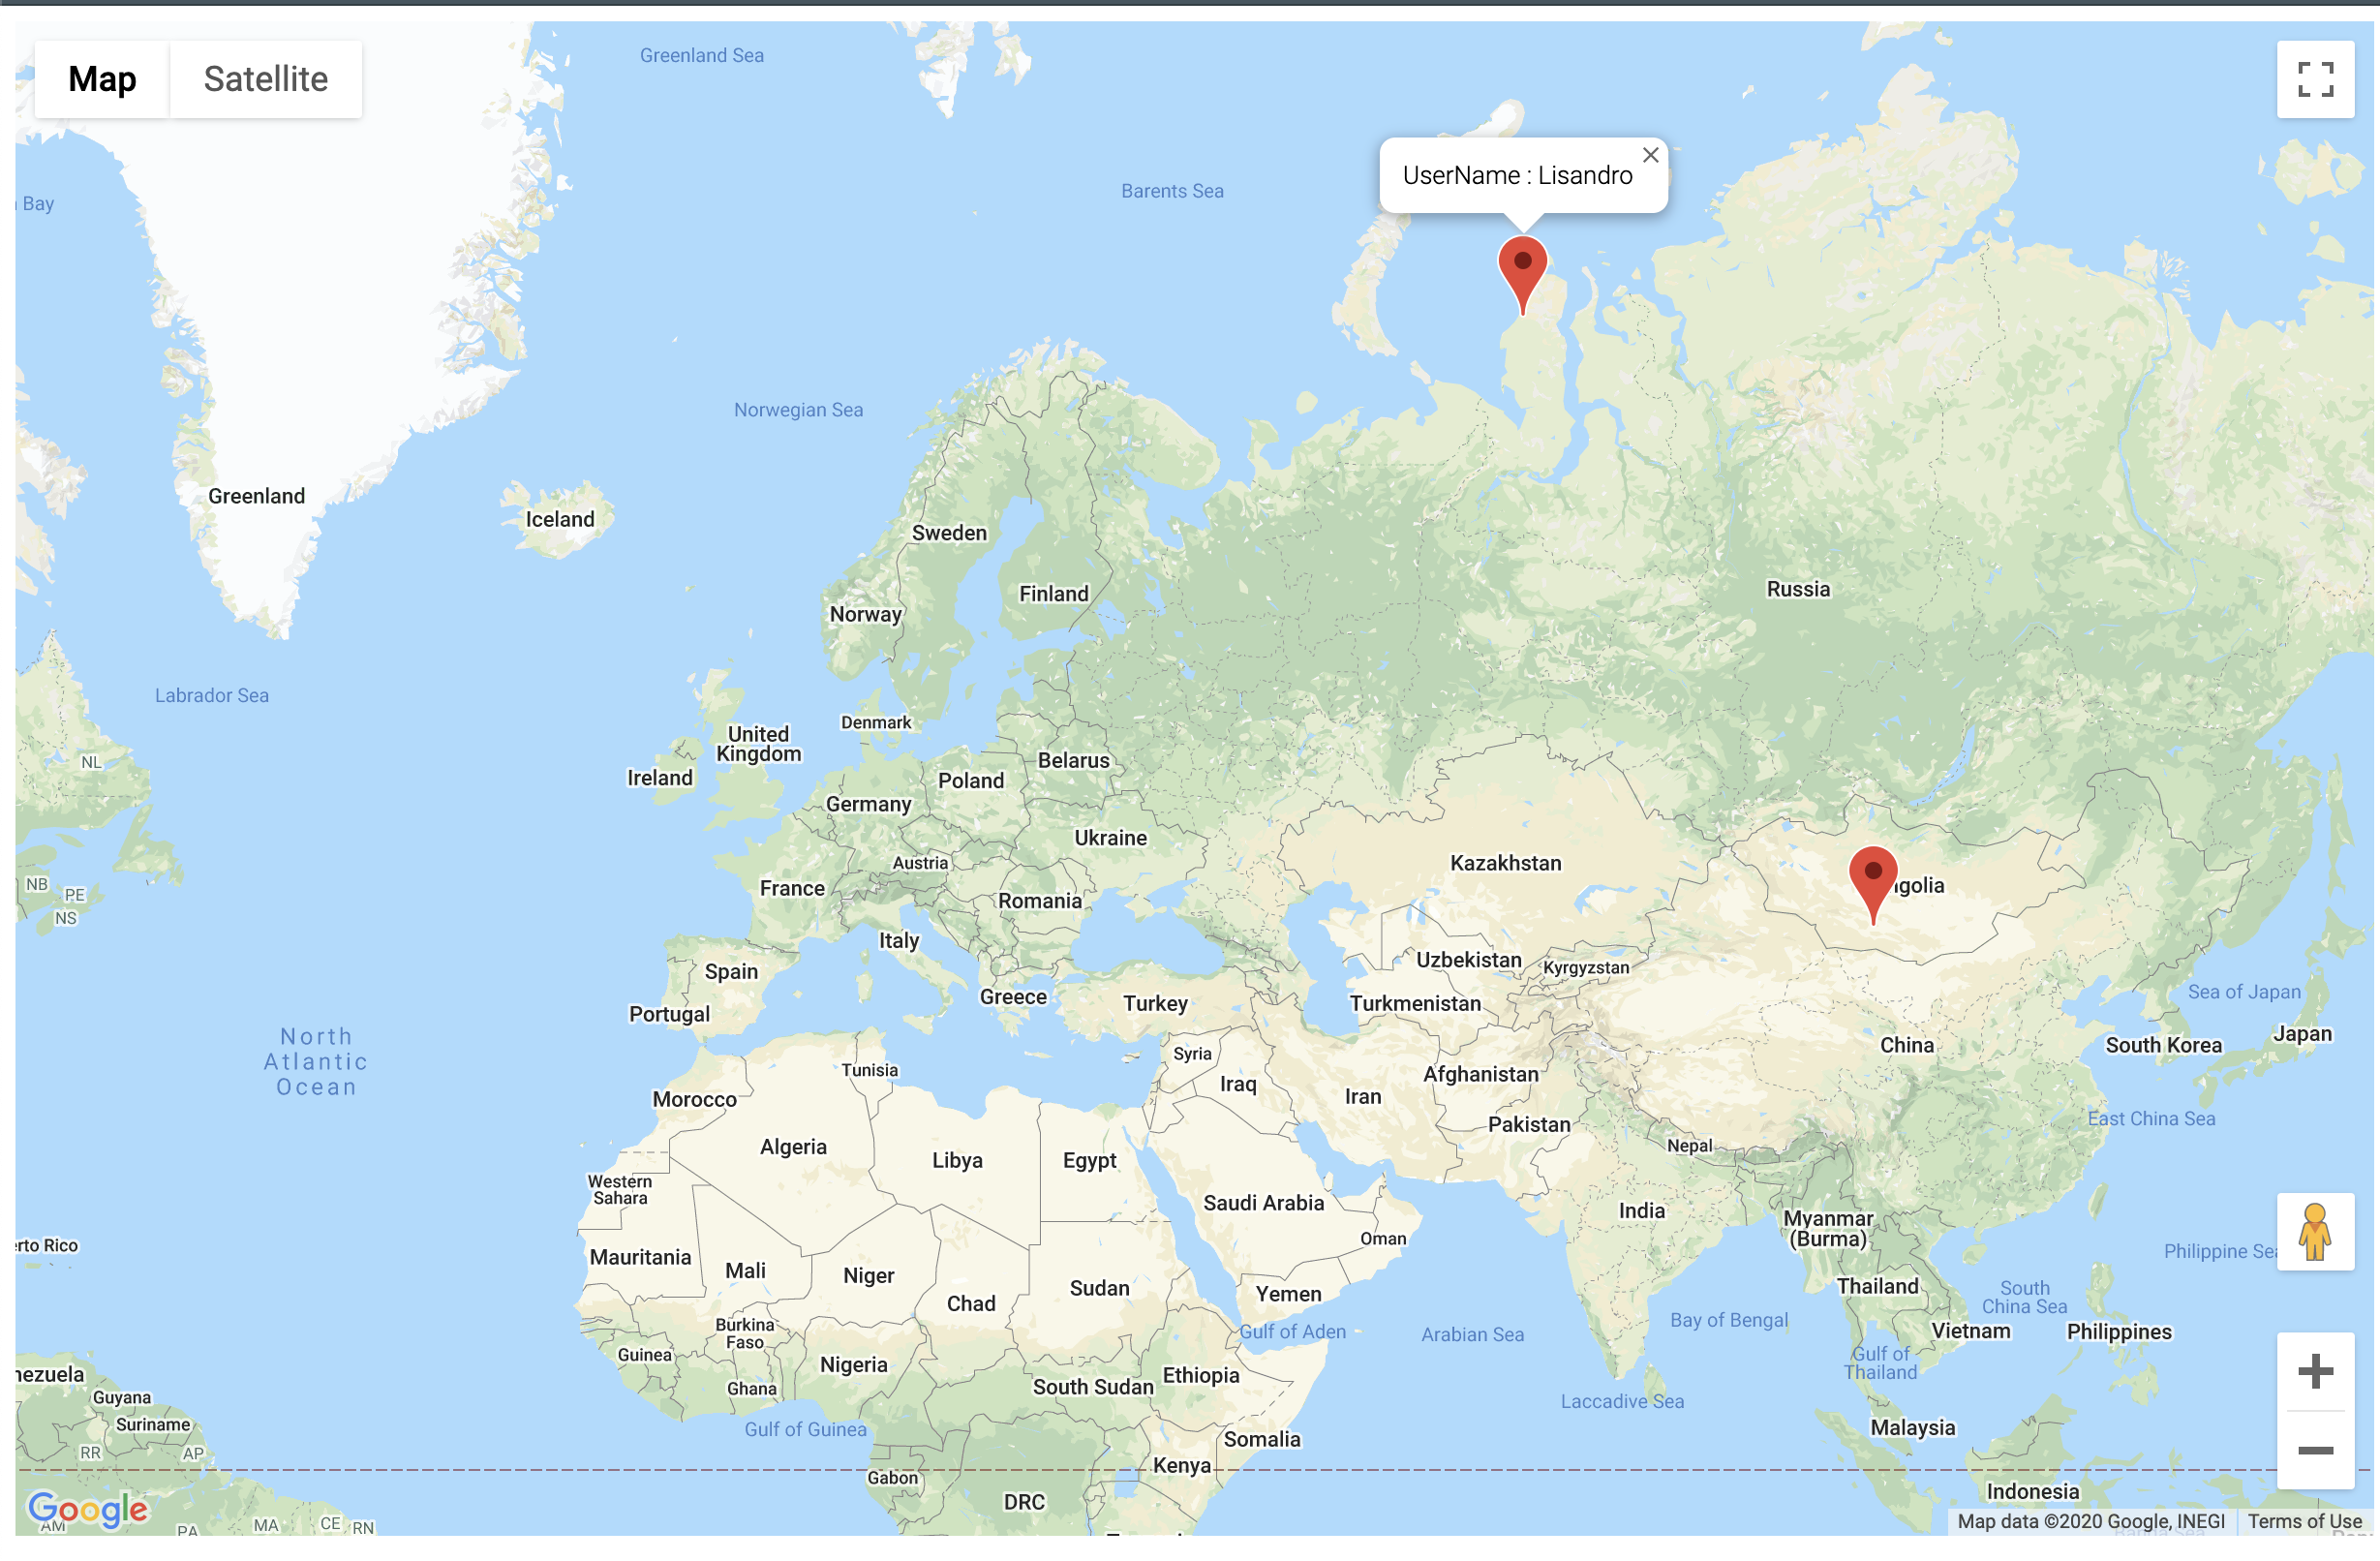 Map
Satellite
Greenland Sea
UserName : Lisandro
Barents Sea
Bay
Norwegian Sea
Greenland
Iceland
Sweden
Finland
Norway
Russia
Labrador Sea
Denmark
United
Kingdom
Ireland
NL
Belarus
Poland
Germany
Ukraine
Austria
Kazakhstan
NB
PE
NS
France
Romania
golia
Italy
Uzbekistan
Kyrgyzstan
Spain
Greece
Turkey
Turkmenistan
Portugal
Sea of Japan
North
Atlantic
Ocean
Japan
South Korea
China
Syria
Tunisia
Iraq
Afghanistan
Iran
Morocco
Pakistan
East China Sea
Nepal
Algeria
Libya
Egypt
Western
Sahara
Saudi Arabia
India
Myanmar
(Burma)
Oman
rto Rico
Mauritania
Mali
Niger
Chad
Sudan
Yemen
Thailand
South
China Sea
Philippine Sea
Burkina
Faso
Gulf of Aden
Arabian Sea
Bay of Bengal
Vietnam
Philippines
Guinea
Nigeria
Gulf of
Thailand
nezuela
Ghana
South Sudan
Ethiopia
Guyana
Suriname
Gulf of Guinea
Laccadive Sea
Malaysia
Somalia
RR
AP
Gabon
Kenya
DRC
Indonesia
Google
AM
PA
MA
CE
RN
Map data ©2020 Google, INEGI
Terms of Use